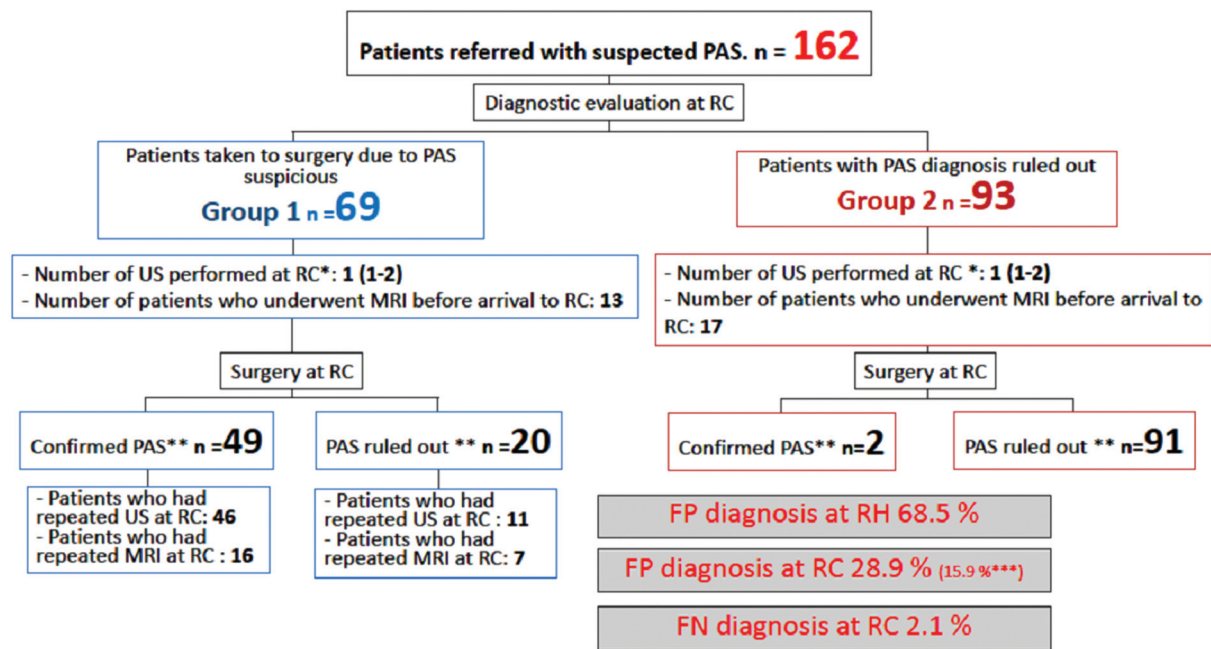 Patients referred with suspected PAS. n = 162
Diagnostic evaluation at RC
Patients taken to surgery due to PAS
suspicious
Group 1 n =69
Patients with PAS diagnosis ruled out
Group 2 n =93
- Number of US performed at RC*: 1 (1-2)
- Number of patients who underwent MRI before arrival to RC: 13
- Number of US performed at RC *: 1 (1-2)
- Number of patients who underwent MRI before arrival to
RC: 17
Surgery at RC
Surgery at RC
Confirmed PAS** n =49
PAS ruled out ** n =20
Confirmed PAS** n=2
PAS ruled out ** n=91
- Patients who had
repeated US at RC: 46
- Patients who had
repeated MRI at RC : 16
- Patients who had
repeated US at RC : 11
- Patients who had
repeated MRI at RC: 7
FP diagnosis at RH 68.5 %
FP diagnosis at RC 28.9 % (15.9 %***)
FN diagnosis at RC 2.1 %